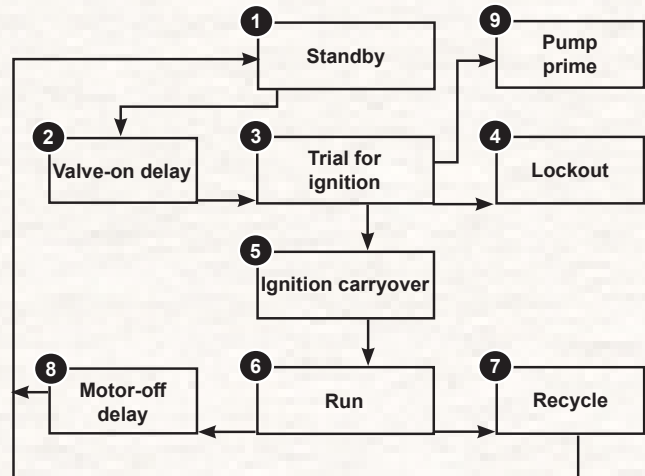 1
Standby
9
Pump
prime
2
Valve-on delay
3
Trial for
ignition
4
Lockout
5
Ignition carryover
8
Motor-off
delay
6
Run
7
Recycle